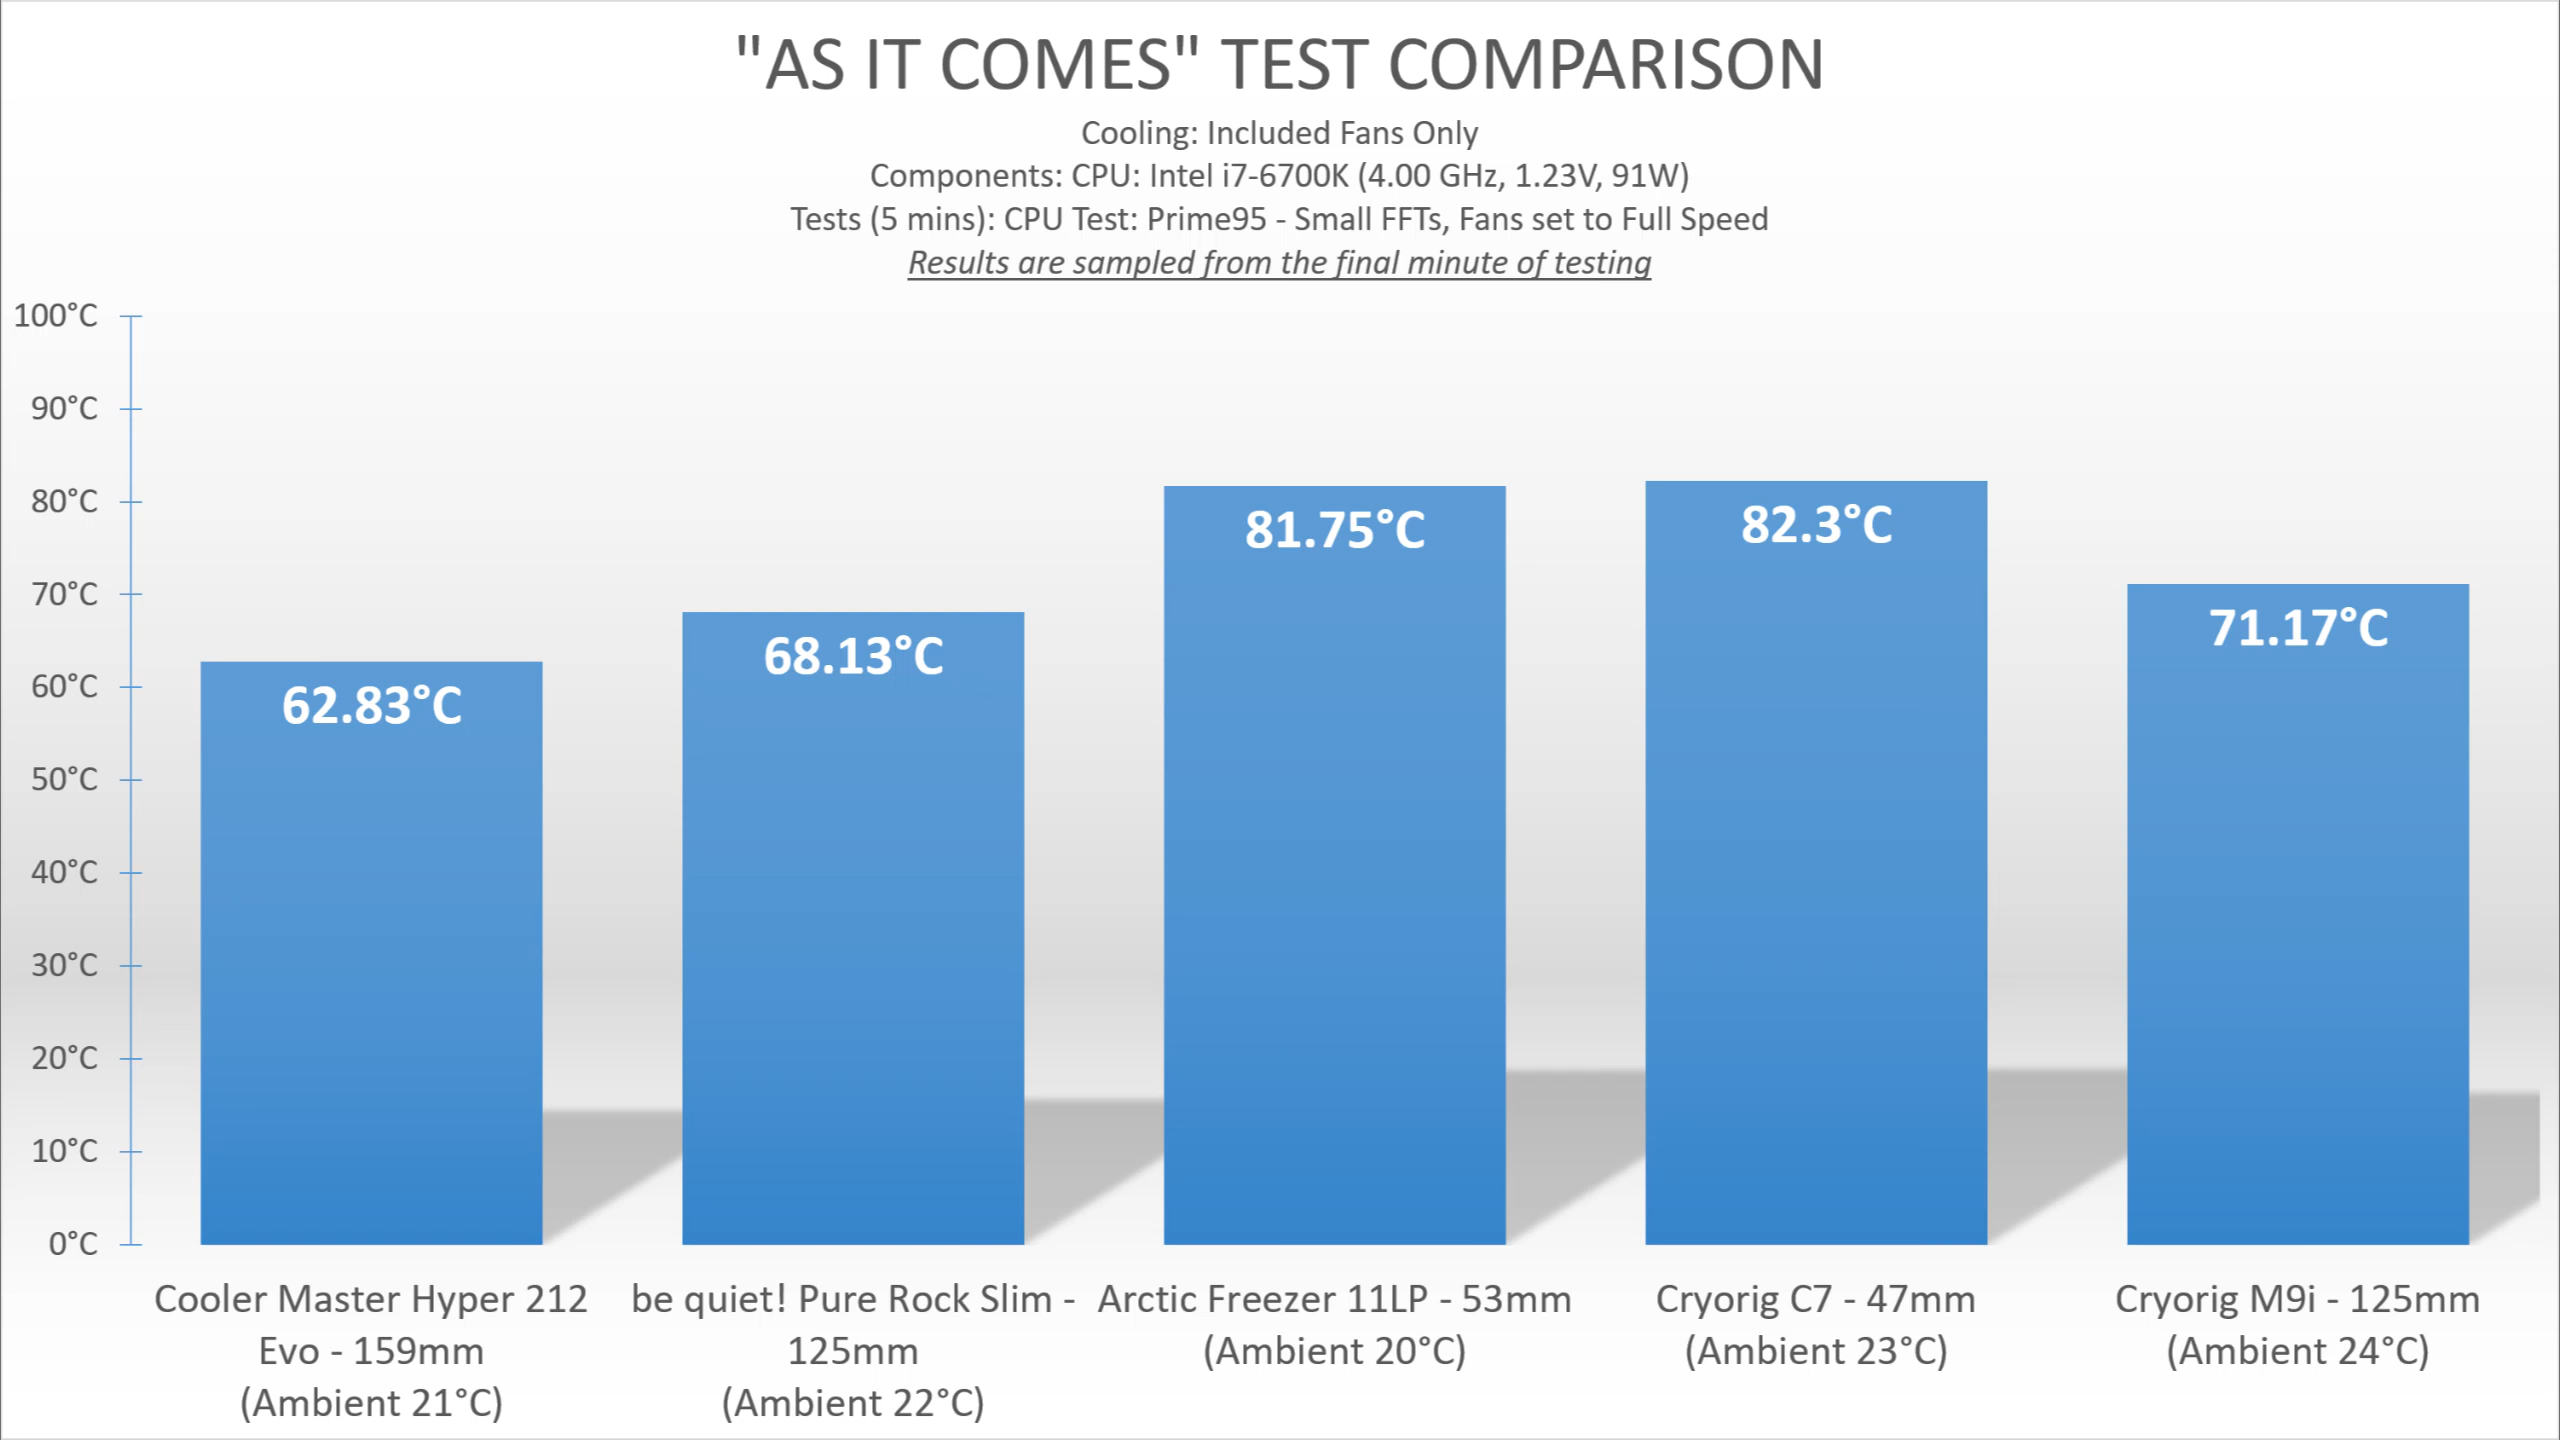 "AS IT COMES" TEST COMPARISON
Cooling: Included Fans Only
Components: CPU: Intel i7-6700K (4.00 GHz, 1.23V, 91W)
Tests (5 mins): CPU Test: Prime95 - Small FFTs, Fans set to Full Speed
Results are sampled from the final minute of testing
100°C
90°C
80°C
70°C
60°C
50°C
40°C
30°C
20°C
10°C
0°C
62.83°C
68.13°C
81.75°C
82.3°C
71.17°C
Cooler Master Hyper 212
Evo - 159mm
(Ambient 21°C)
be quiet! Pure Rock Slim -
125mm
(Ambient 22°C)
Arctic Freezer 11LP - 53mm
(Ambient 20°C)
Cryorig C7 - 47mm
(Ambient 23°C)
Cryorig M9i - 125mm
(Ambient 24°C)